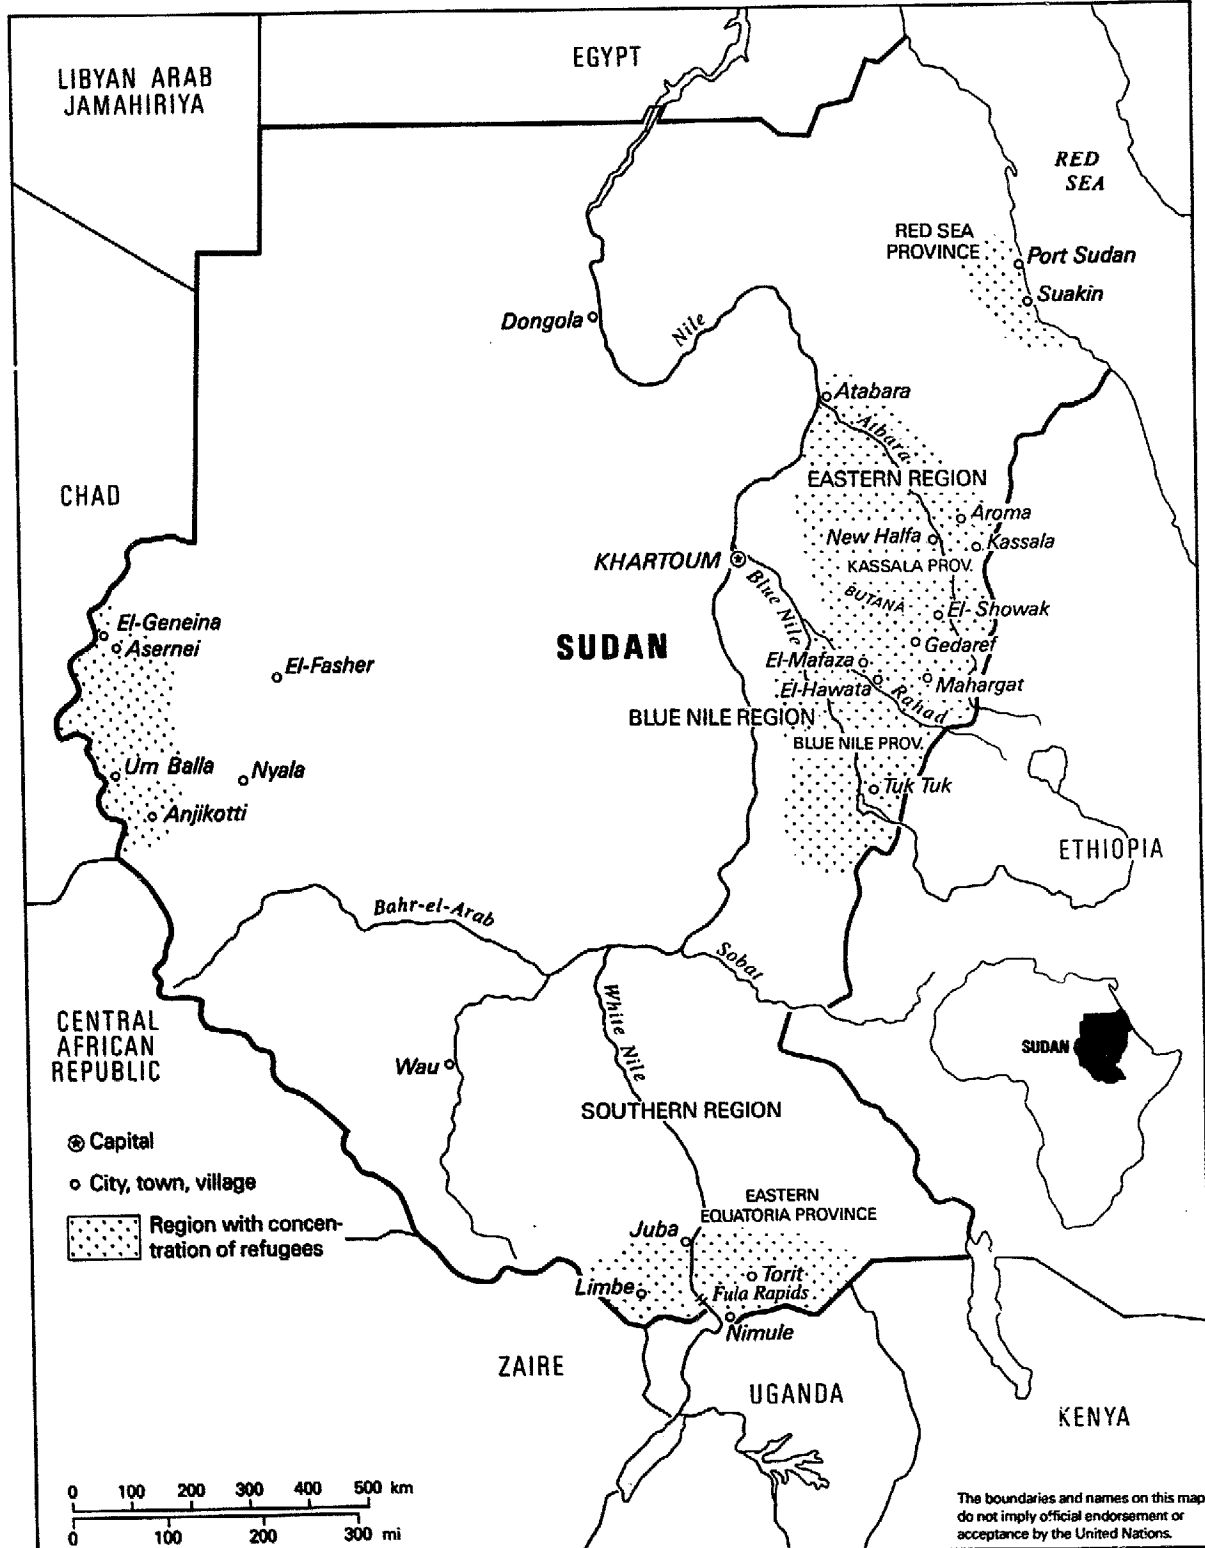 LIBYAN ARAB
JAMAHIRIYA
EGYPT
RED
SEA
RED SEA
PROVINCE
Port Sudan
Suakin
Dongola
Nile
Atabara
Atbara
CHAD
EASTERN REGION
Aroma
New Halfa
Kassala
KHARTOUM
KASSALA PROV.
Blue Nile
BUTANA
El-Showak
El-Geneina
Asernei
SUDAN
Gedaref
El-Fasher
El-Mafaza
El-Hawata
Mahargat
Rahad
BLUE NILE REGION
BLUE NILE PROV.
Um Balla
Nyala
Tuk Tuk
Anjikotti
ETHIOPIA
Bahr-el-Arab
Sobat
White Nile
CENTRAL
AFRICAN
REPUBLIC
SUDAN
Wau
SOUTHERN REGION
Capital
City, town, village
Region with concen-
tration of refugees
EASTERN
EQUATORIA PROVINCE
Juba
Torit
Limbe
Fula Rapids
Nimule
ZAIRE
UGANDA
KENYA
0 100 200 300 400 500 km
0 100 200 300 mi
The boundaries and names on this map
do not imply official endorsement or
acceptance by the United Nations.